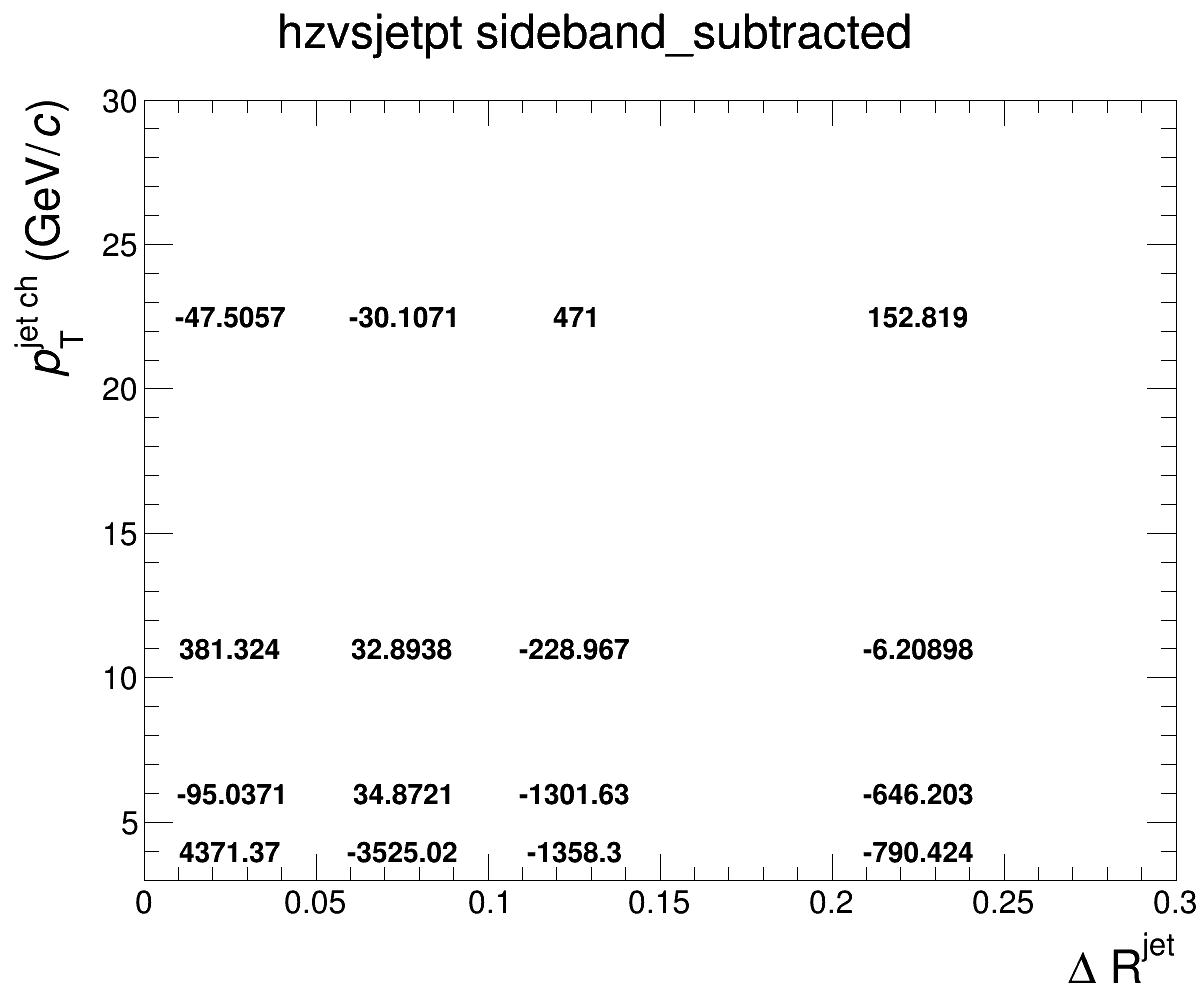 hzvsjetpt sideband_subtracted
p_T^jet ch (GeV/c)
30
25
-47.5057 -30.1071 471 152.819
20
15
381.324 32.8938 -228.967 -6.20898
10
-95.0371 34.8721 -1301.63 -646.203
5
4371.37 -3525.02 -1358.3 -790.424
0 0.05 0.1 0.15 0.2 0.25 0.3
Δ R^jet